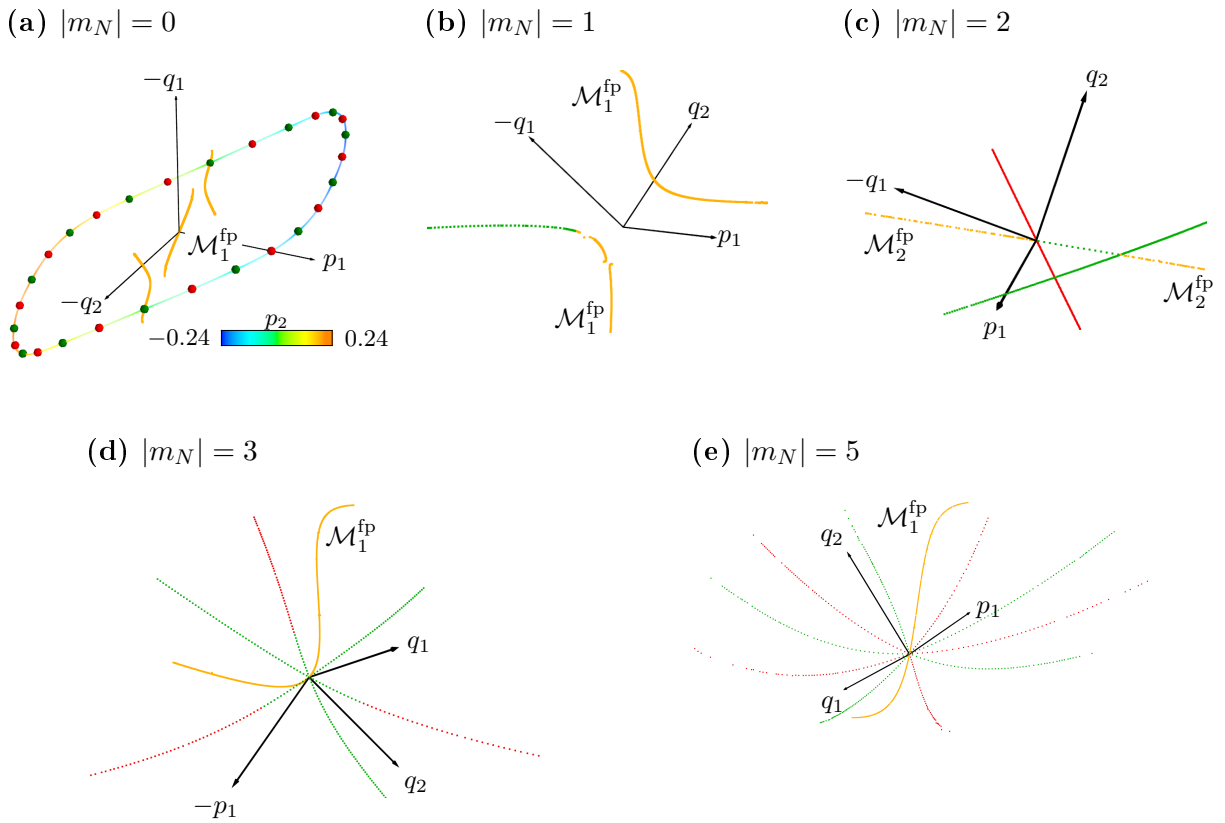 (a) |m_N| = 0
(b) |m_N| = 1
(c) |m_N| = 2
−q_1
M_1^fp
p_1
−q_2
p_2
−0.24
0.24
M_1^fp
−q_1
q_2
p_1
M_1^fp
q_2
−q_1
M_2^fp
M_2^fp
p_1
(d) |m_N| = 3
(e) |m_N| = 5
M_1^fp
q_1
q_2
−p_1
M_1^fp
q_2
p_1
q_1